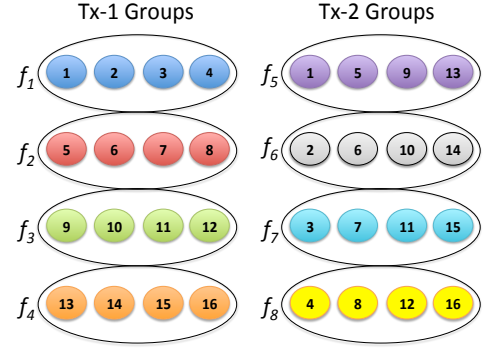 Tx-1 Groups Tx-2 Groups
f1 1 2 3 4 f5 1 5 9 13
f2 5 6 7 8 f6 2 6 10 14
f3 9 10 11 12 f7 3 7 11 15
f4 13 14 15 16 f8 4 8 12 16